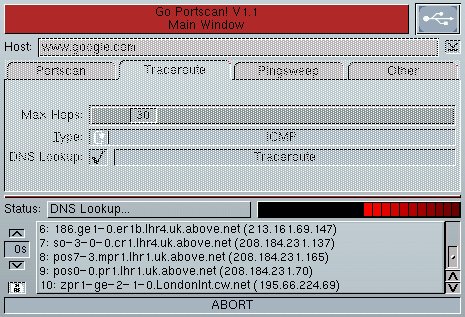 Go Portscan! V1.1
Main Window
Host: www.google.com
Portscan Traceroute Pingsweep Other
Max Hops: 30
Type: ICMP
DNS Lookup: Traceroute
Status: DNS Lookup...
6: 186.ge1-0.er1b.lhr4.uk.above.net (213.161.69.147)
7: so-3-0-0.cr1.lhr4.uk.above.net (208.184.231.137)
8: pos7-3.mpr1.lhr1.uk.above.net (208.184.231.165)
0s
9: pos0-0.pr1.lhr1.uk.above.net (208.184.231.70)
10: zpr1-ge-2-1-0.LondonInt.cw.net (195.66.224.69)
ABORT